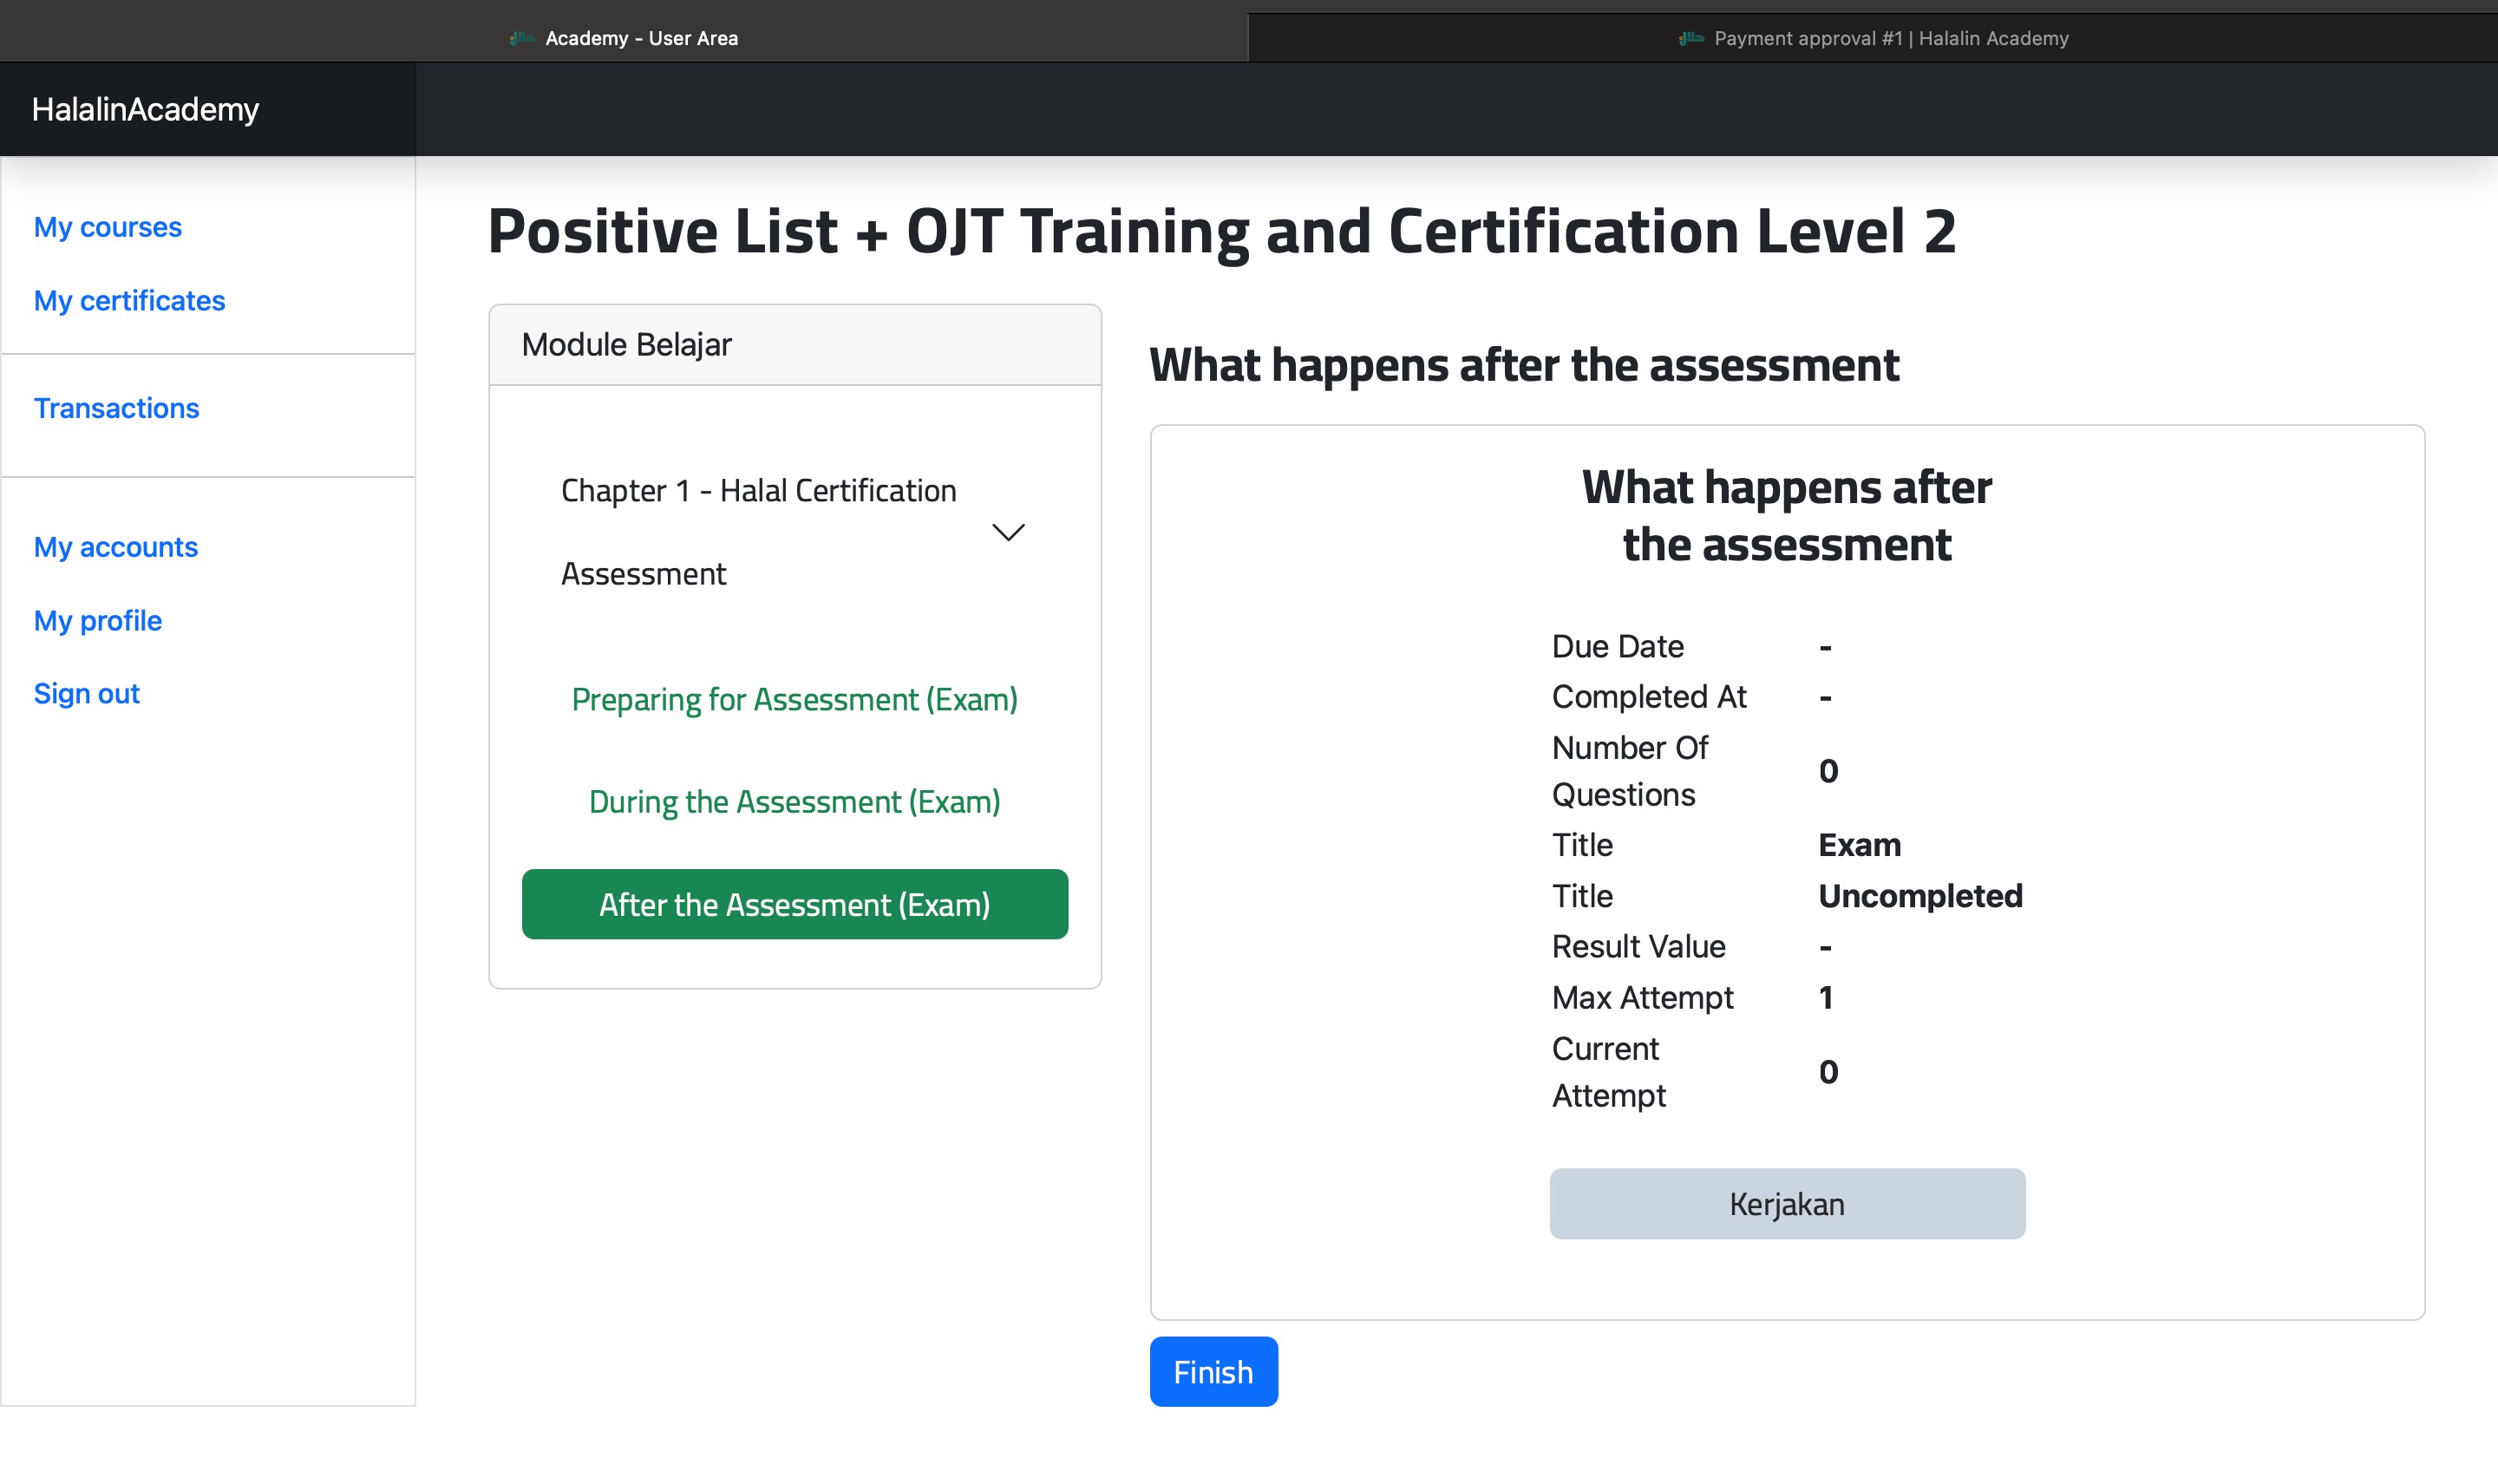 Academy - User Area
Payment approval #1 | Halalin Academy
HalalinAcademy
My courses
My certificates
Transactions
My accounts
My profile
Sign out
Positive List + OJT Training and Certification Level 2
Module Belajar
Chapter 1 - Halal Certification
Assessment
Preparing for Assessment (Exam)
During the Assessment (Exam)
After the Assessment (Exam)
What happens after the assessment
What happens after
the assessment
Due Date -
Completed At -
Number Of
Questions 0
Title Exam
Title Uncompleted
Result Value -
Max Attempt 1
Current
Attempt 0
Kerjakan
Finish